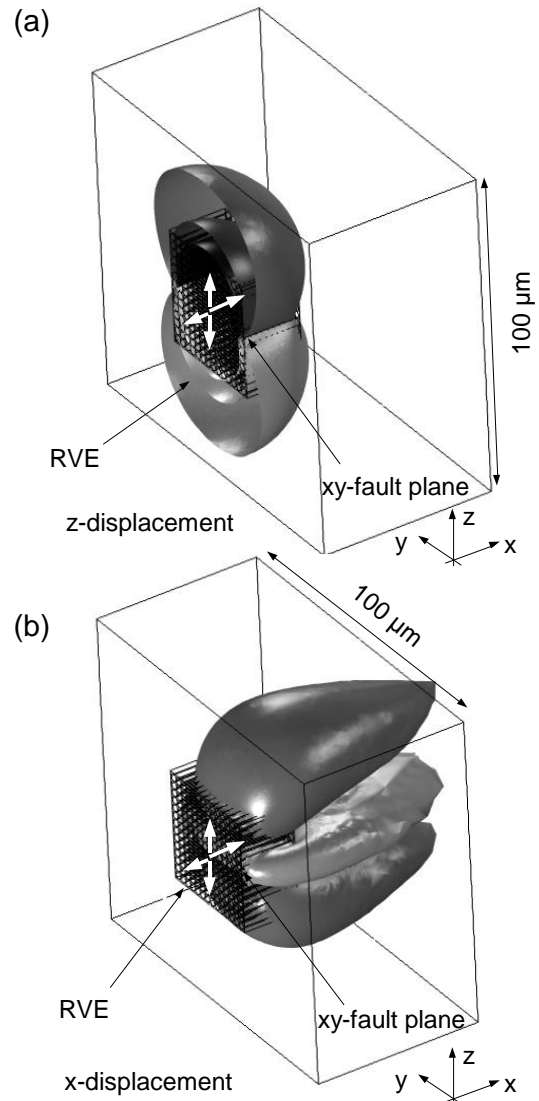 (a)
100 µm
RVE
xy-fault plane
z-displacement
z
y
x
(b)
100 µm
RVE
xy-fault plane
x-displacement
z
y
x